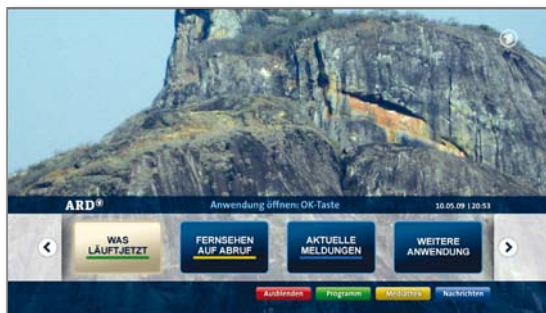 ARD
Anwendung öffnen: OK-Taste
10.05.09 | 20:53
WAS
LÄUFTJETZT
FERNSEHEN
AUF ABRUF
AKTUELLE
MELDUNGEN
WEITERE
ANWENDUNG
Ausblenden
Programm
Mediathek
Nachrichten